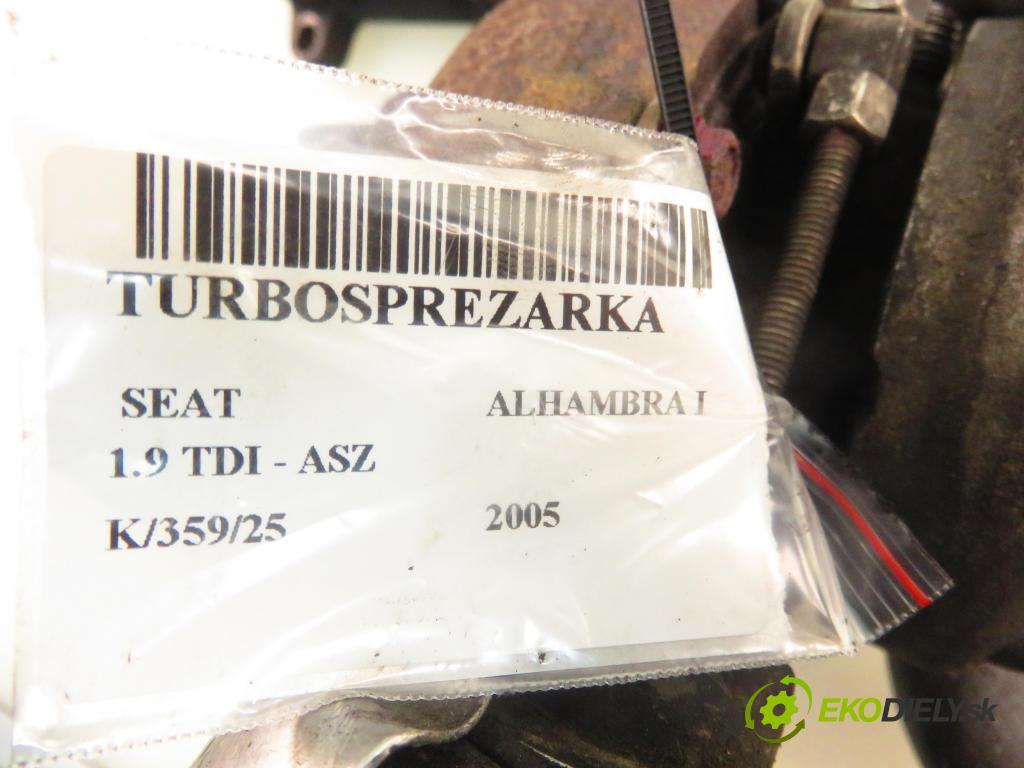 TURBOSPREZARKA
SEAT ALHAMBRA I
1.9 TDI - ASZ
K/359/25 2005
EKODIELY.sk